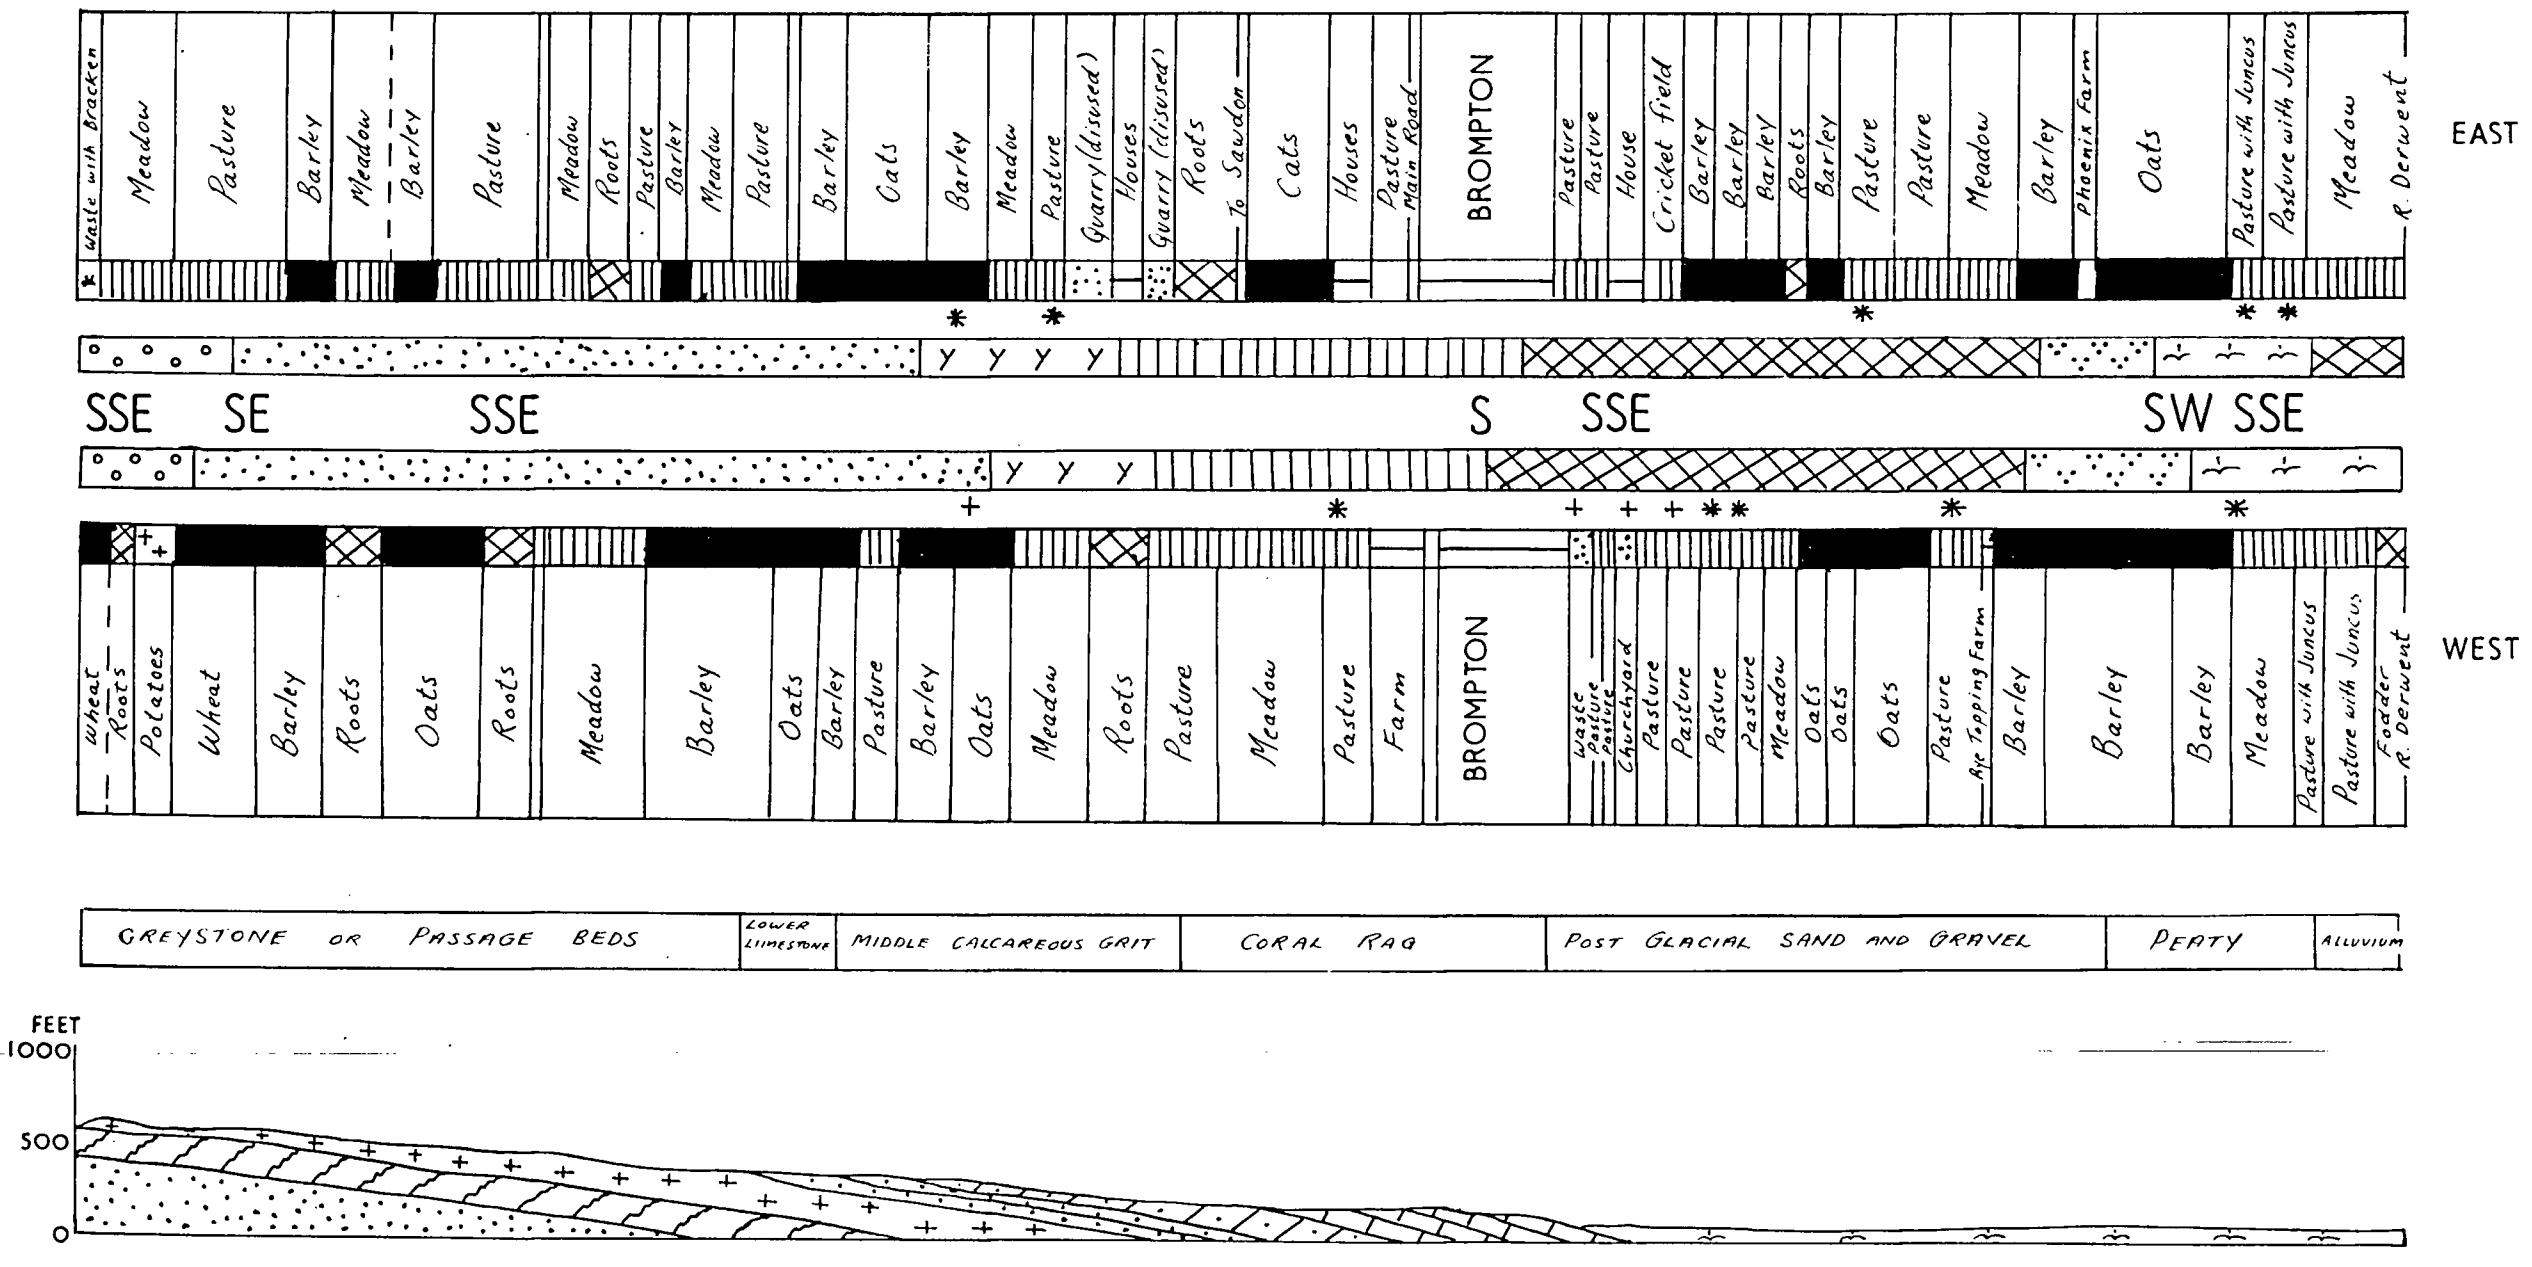 Waste with Bracken
Meadow
Pasture
Barley
Meadow
Barley
Pasture
Meadow
Roots
Pasture
Barley
Meadow
Pasture
Barley
Oats
Barley
Meadow
Pasture
Quarry (disused)
Houses
Quarry (disused)
Roots
To Sawdon
Oats
Houses
Pasture
Main Road
BROMPTON
Pasture
Pasture
House
Cricket field
Barley
Barley
Barley
Roots
Barley
Pasture
Pasture
Meadow
Barley
Phoenix Farm
Oats
Pasture with Juncus
Pasture with Juncus
Meadow
R. Derwent
EAST
SSE SE SSE S SSE SW SSE
Wheat
Roots
Potatoes
Wheat
Barley
Roots
Oats
Roots
Meadow
Barley
Oats
Barley
Pasture
Barley
Oats
Meadow
Roots
Pasture
Meadow
Pasture
Farm
BROMPTON
Waste
Pasture
Pasture
Churchyard
Pasture
Pasture
Pasture
Pasture
Meadow
Oats
Oats
Oats
Pasture
Rye Topping Farm
Barley
Barley
Barley
Meadow
Pasture with Juncus
Pasture with Juncus
Fodder
R. Derwent
WEST
GREYSTONE OR PASSAGE BEDS
LOWER
LIIMESTONE
MIDDLE CALCAREOUS GRIT
CORAL RAG
POST GLACIAL SAND AND GRAVEL
PEATY
ALLUVIUM
FEET
1000
500
0